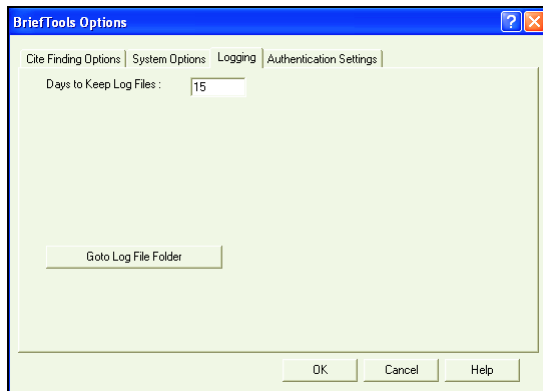 BriefTools Options
Cite Finding Options System Options Logging Authentication Settings
Days to Keep Log Files : 15
Goto Log File Folder
OK Cancel Help